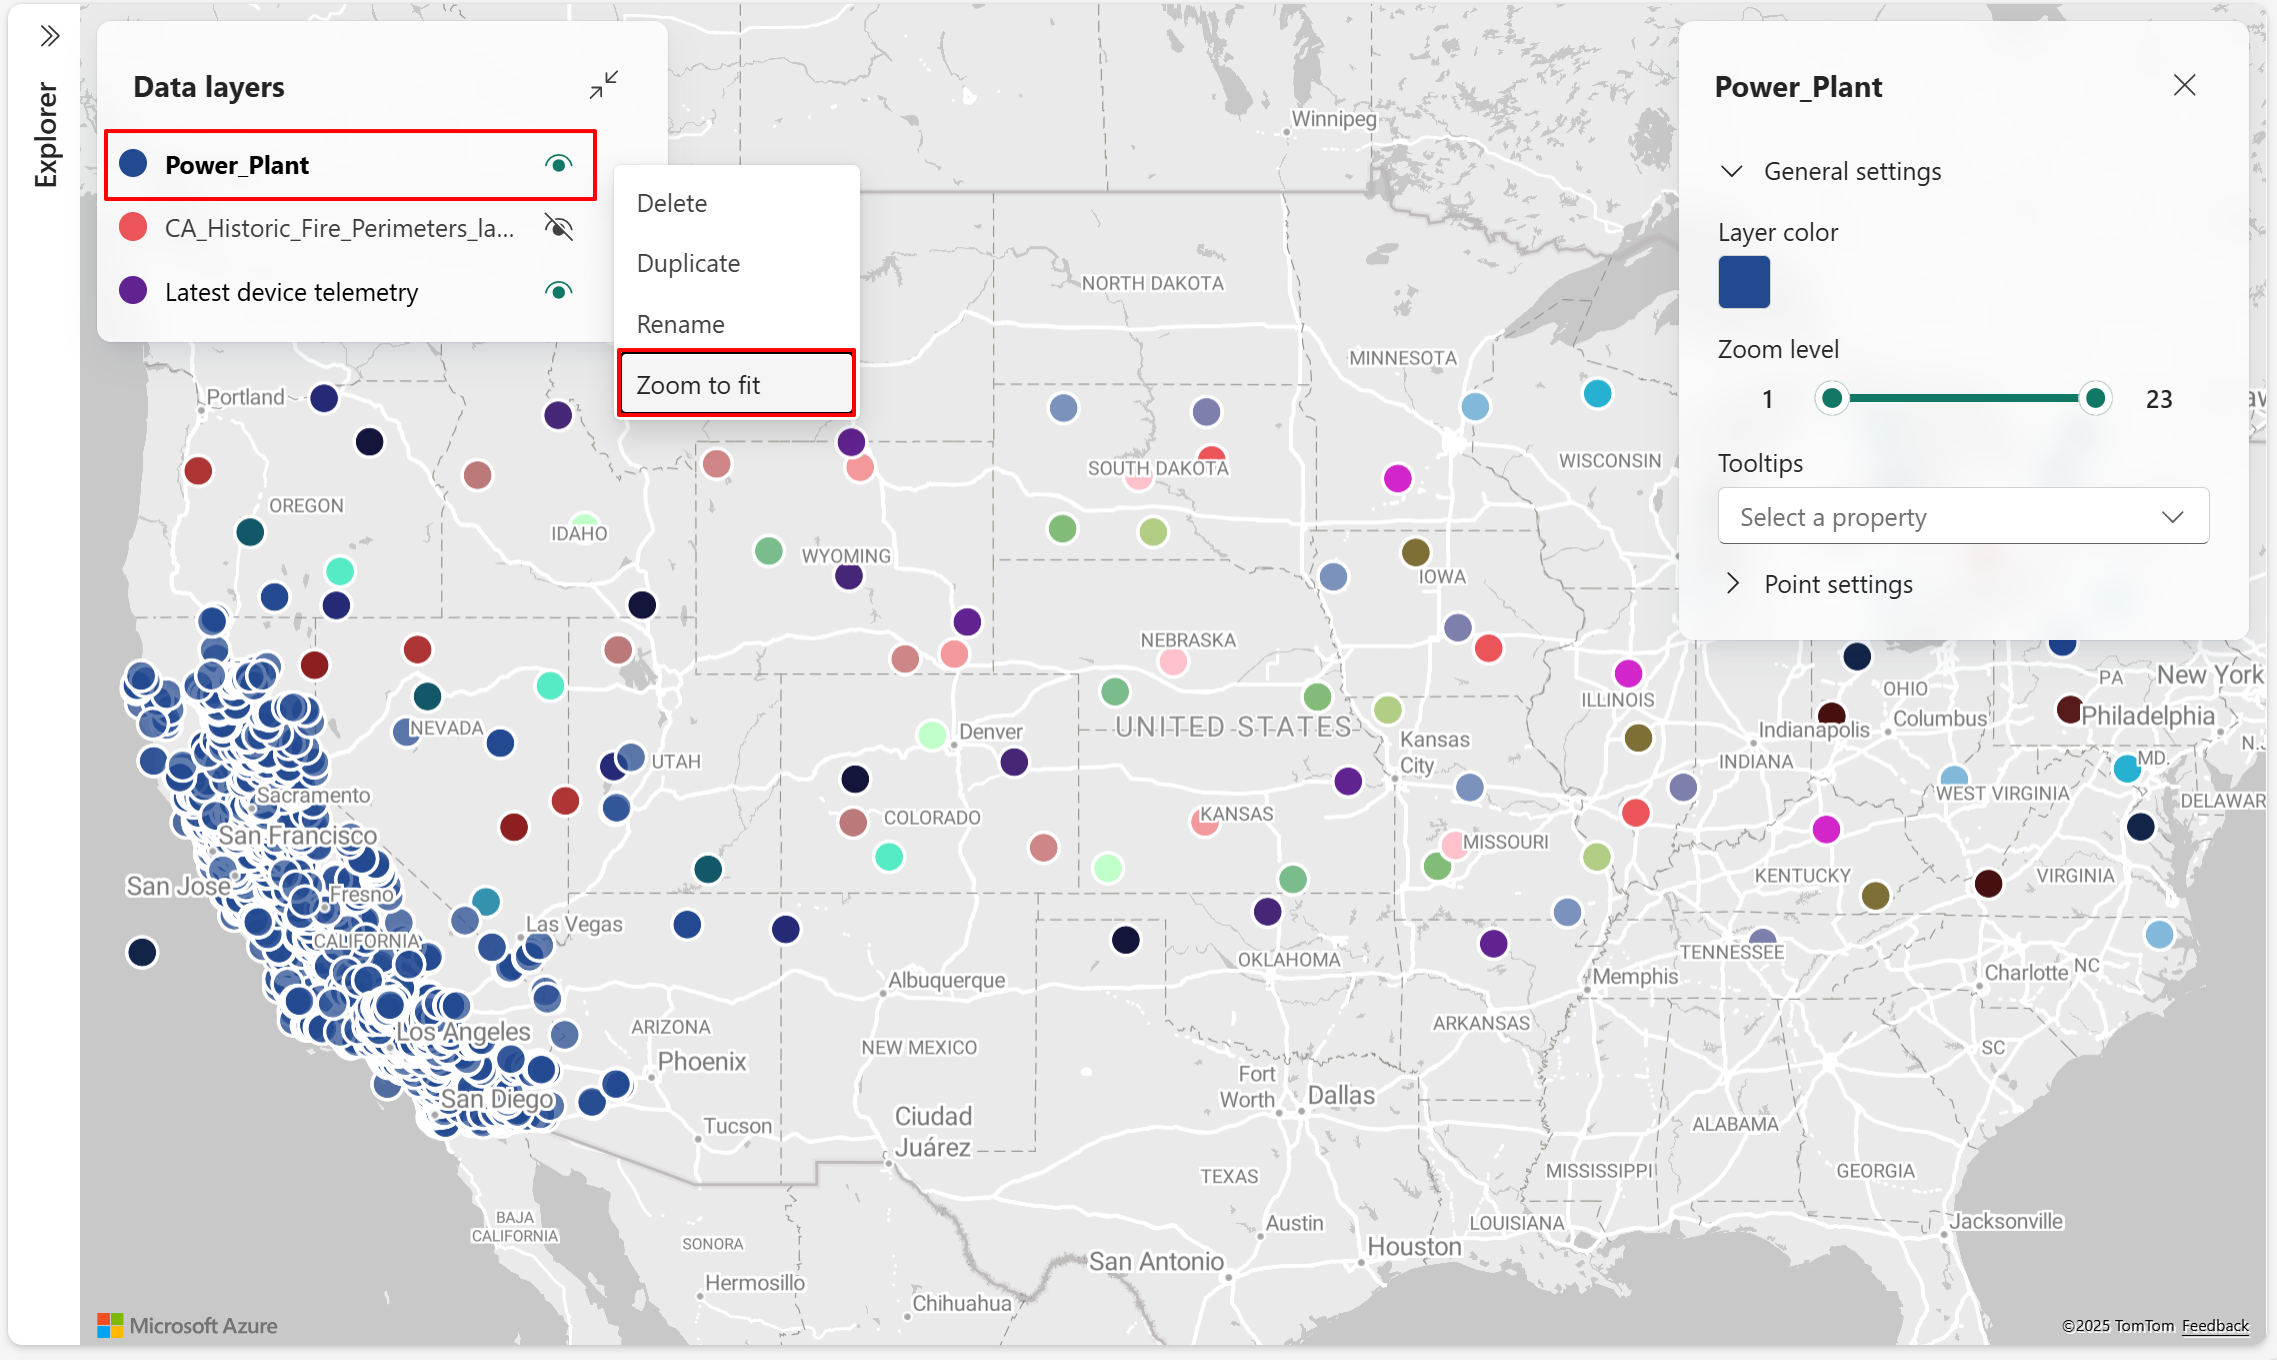 Explorer
Data layers
Power_Plant
CA_Historic_Fire_Perimeters_la...
Latest device telemetry
Delete
Duplicate
Rename
Zoom to fit
Power_Plant
General settings
Layer color
Zoom level
1
23
Tooltips
Select a property
Point settings
Winnipeg
NORTH DAKOTA
MINNESOTA
Portland
SOUTH DAKOTA
WISCONSIN
OREGON
IDAHO
WYOMING
IOWA
NEBRASKA
ILLINOIS
OHIO
PA
New York
NEVADA
UNITED STATES
Denver
Kansas
City
Indianapolis
Columbus
Philadelphia
N.J.
UTAH
INDIANA
MD.
Sacramento
WEST VIRGINIA
DELAWAR
San Francisco
COLORADO
KANSAS
MISSOURI
San Jose
Fresno
KENTUCKY
VIRGINIA
CALIFORNIA
Las Vegas
Albuquerque
OKLAHOMA
Memphis
TENNESSEE
Charlotte
NC
Los Angeles
ARIZONA
NEW MEXICO
ARKANSAS
SC
Phoenix
Fort
Worth
Dallas
San Diego
Tucson
Ciudad
Juárez
ALABAMA
TEXAS
MISSISSIPPI
GEORGIA
BAJA
CALIFORNIA
SONORA
Austin
LOUISIANA
Jacksonville
San Antonio
Houston
Hermosillo
Chihuahua
Microsoft Azure
©2025 TomTom Feedback